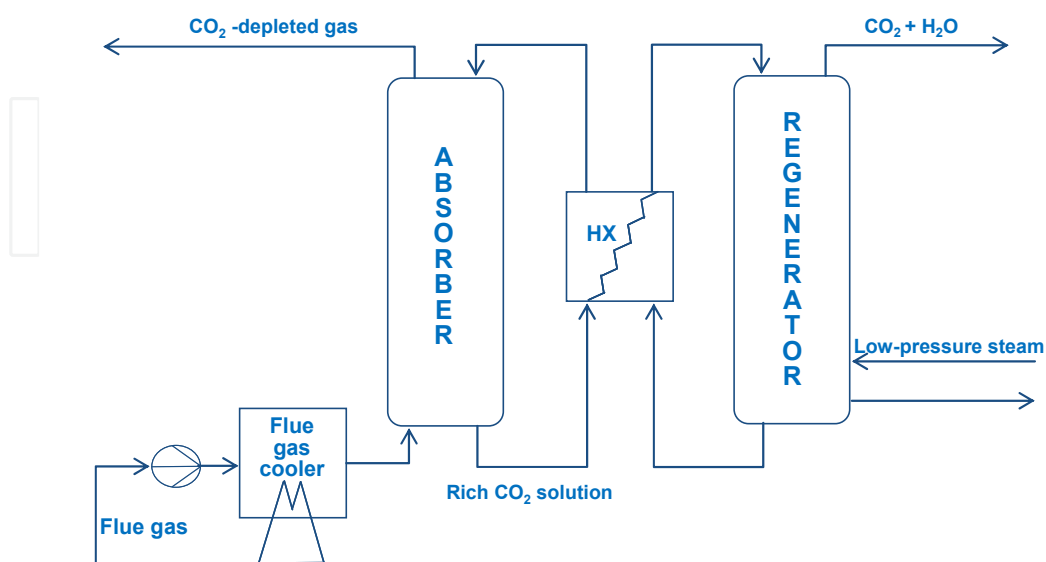 CO₂ -depleted gas
CO₂ + H₂O
ABSORBER
REGENERATOR
HX
Low-pressure steam
Flue
gas
cooler
Rich CO₂ solution
Flue gas